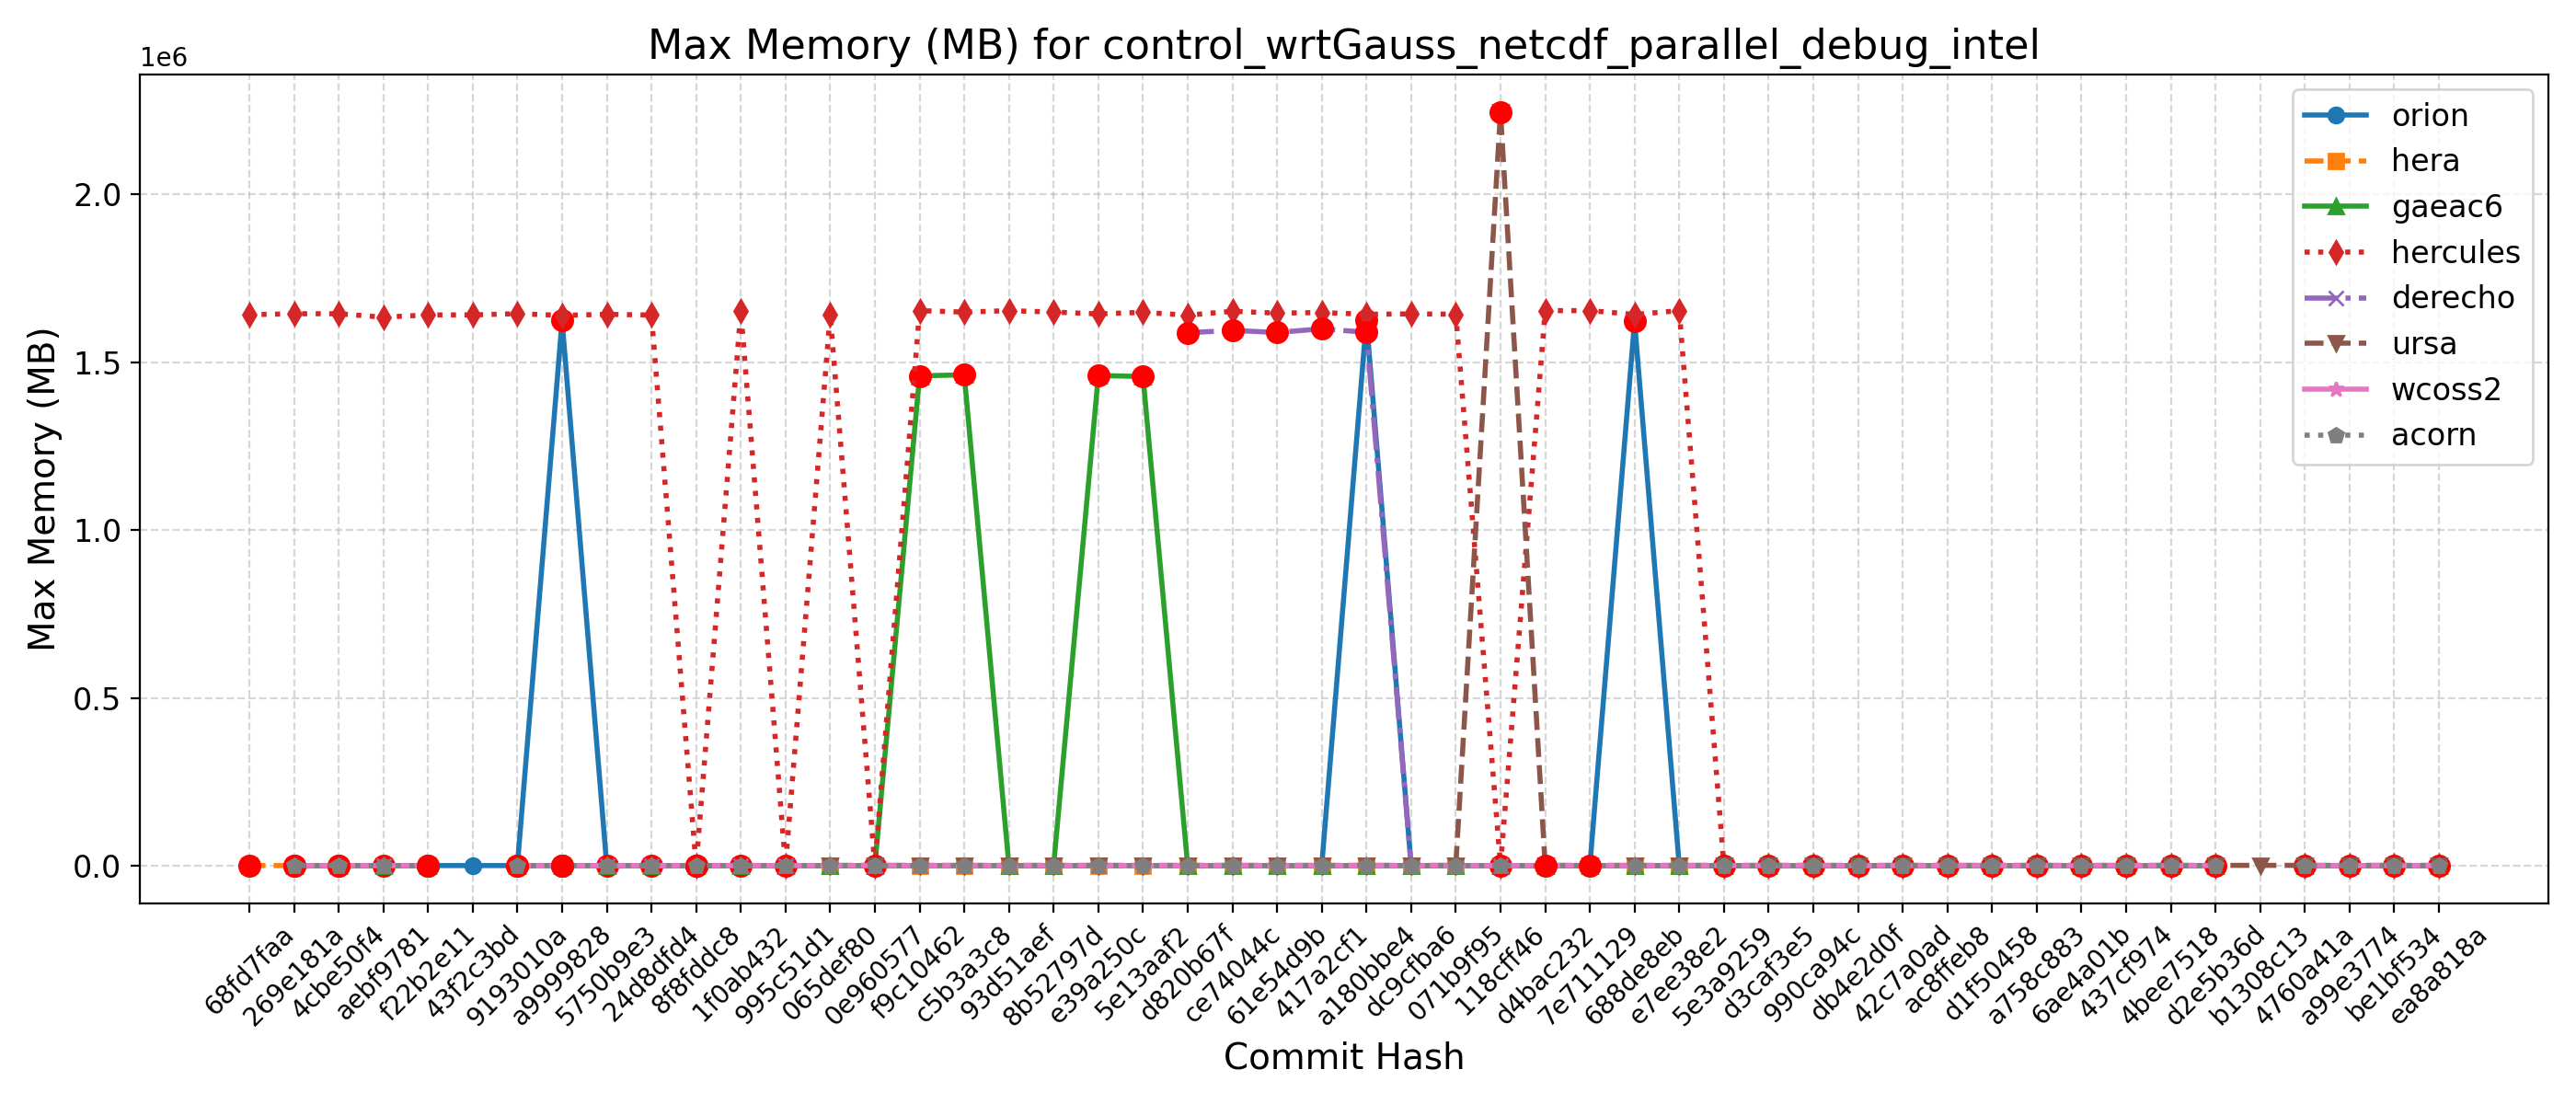 Max Memory (MB) for control_wrtGauss_netcdf_parallel_debug_intel
1e6
2.0
1.5
1.0
0.5
0.0
Max Memory (MB)
orion
hera
gaeac6
hercules
derecho
ursa
wcoss2
acorn
68fd7faa
269e181a
4cbe50f4
aebf9781
f22b2e11
43f2c3bd
9193010a
a9999828
5750b9e3
24d8dfd4
8f8fddc8
1f0ab432
995c51d1
065def80
0e960577
f9c10462
c5b3a3c8
93d51aef
8b52797d
e39a250c
5e13aaf2
d820b67f
ce74044c
61e54d9b
417a2cf1
a180bbe4
dc9cfba6
071b9f95
118cff46
d4bac232
7e711129
688de8eb
e7ee38e2
5e3a9259
d3caf3e5
990ca94c
db4e2d0f
42c7a0ad
ac8ffeb8
d1f50458
a758c883
6ae4a01b
437cf974
4bee7518
d2e5b36d
b1308c13
4760a41a
a99e3774
be1bf534
ea8a818a
Commit Hash